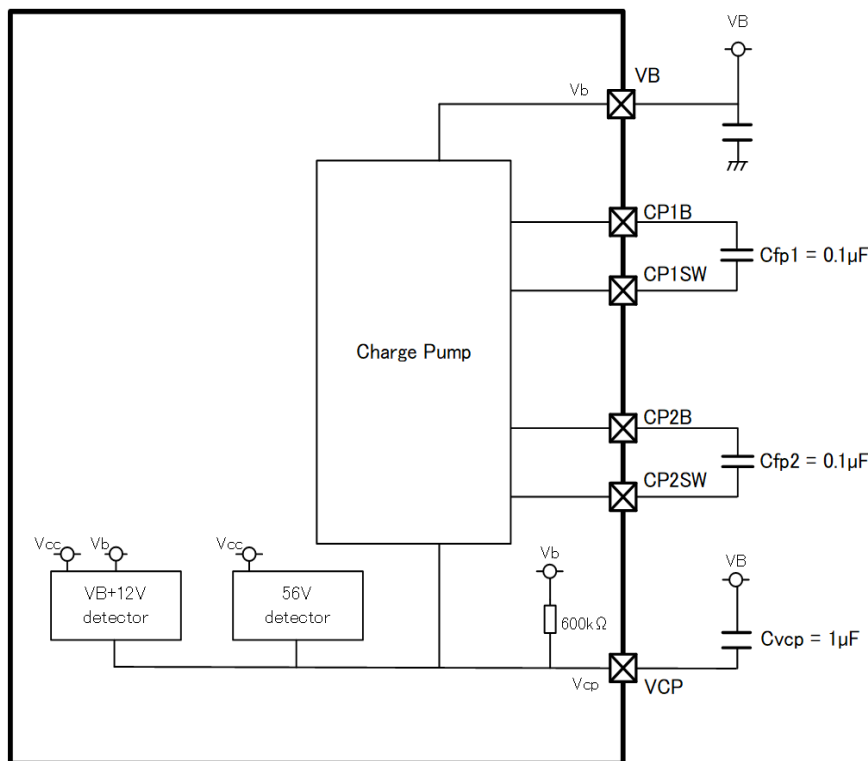 VB
VB
Vb
CP1B
Cfp1 = 0.1µF
CP1SW
Charge Pump
CP2B
Cfp2 = 0.1µF
CP2SW
Vcc Vb Vcc Vb VB
VB+12V
detector
56V
detector
600kΩ
Cvcp = 1µF
Vcp
VCP